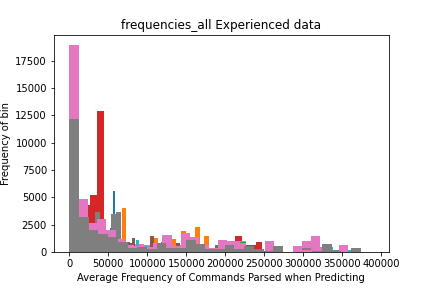 frequencies_all Experienced data
Frequency of bin
17500
15000
12500
10000
7500
5000
2500
0
0 50000 100000 150000 200000 250000 300000 350000 400000
Average Frequency of Commands Parsed when Predicting